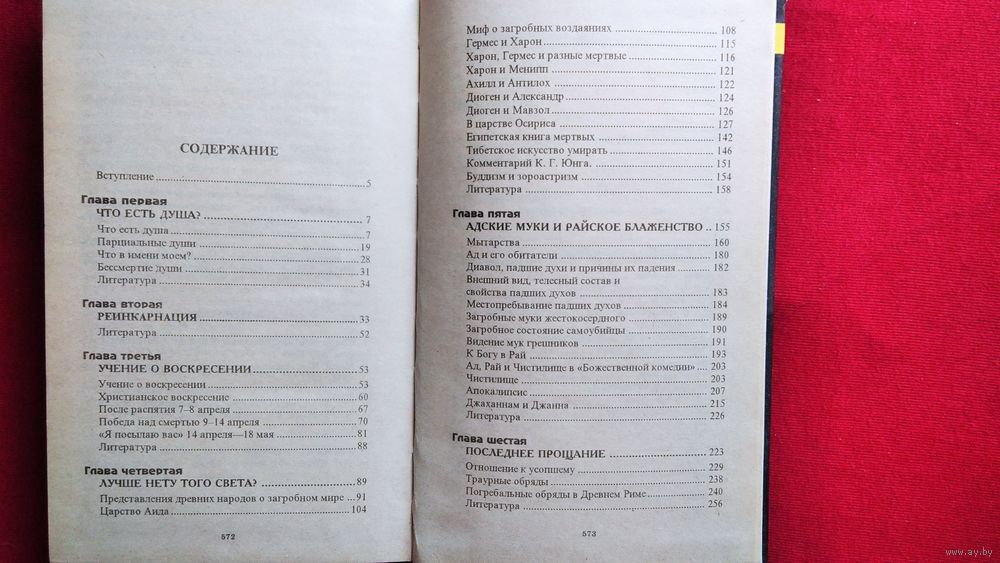 СОДЕРЖАНИЕ
Вступление ... 5
Глава первая
ЧТО ЕСТЬ ДУША? ... 7
Что есть душа ... 7
Парциальные души ... 19
Что в имени моем? ... 28
Бессмертие души ... 31
Литература ... 34
Глава вторая
РЕИНКАРНАЦИЯ ... 33
Литература ... 52
Глава третья
УЧЕНИЕ О ВОСКРЕСЕНИИ ... 53
Учение о воскресении ... 53
Христианское воскресение ... 60
После распятия 7–8 апреля ... 67
Победа над смертью 9–14 апреля ... 70
«Я посылаю вас» 14 апреля—18 мая ... 81
Литература ... 88
Глава четвертая
ЛУЧШЕ НЕТУ ТОГО СВЕТА? ... 89
Представления древних народов о загробном мире ... 91
Царство Аида ... 104
572
Миф о загробных воздаяниях ... 108
Гермес и Харон ... 115
Харон, Гермес и разные мертвые ... 116
Харон и Менипп ... 121
Ахилл и Антилох ... 122
Диоген и Александр ... 124
Диоген и Мавзол ... 126
В царстве Осириса ... 127
Египетская книга мертвых ... 142
Тибетское искусство умирать ... 146
Комментарий К. Г. Юнга. ... 151
Буддизм и зороастризм ... 154
Литература ... 158
Глава пятая
АДСКИЕ МУКИ И РАЙСКОЕ БЛАЖЕНСТВО .. 155
Мытарства ... 160
Ад и его обитатели ... 180
Диавол, падшие духи и причины их падения ... 182
Внешний вид, телесный состав и
свойства падших духов ... 183
Местопребывание падших духов ... 184
Загробные муки жестокосердного ... 189
Загробное состояние самоубийцы ... 190
Видение мук грешников ... 191
К Богу в Рай ... 193
Ад, Рай и Чистилище в «Божественной комедии» ... 203
Чистилище ... 203
Апокалипсис ... 207
Джаханнам и Джанна ... 215
Литература ... 226
Глава шестая
ПОСЛЕДНЕЕ ПРОЩАНИЕ ... 223
Отношение к усопшему ... 229
Траурные обряды ... 238
Погребальные обряды в Древнем Риме ... 240
Литература ... 256
573
www.ay.by